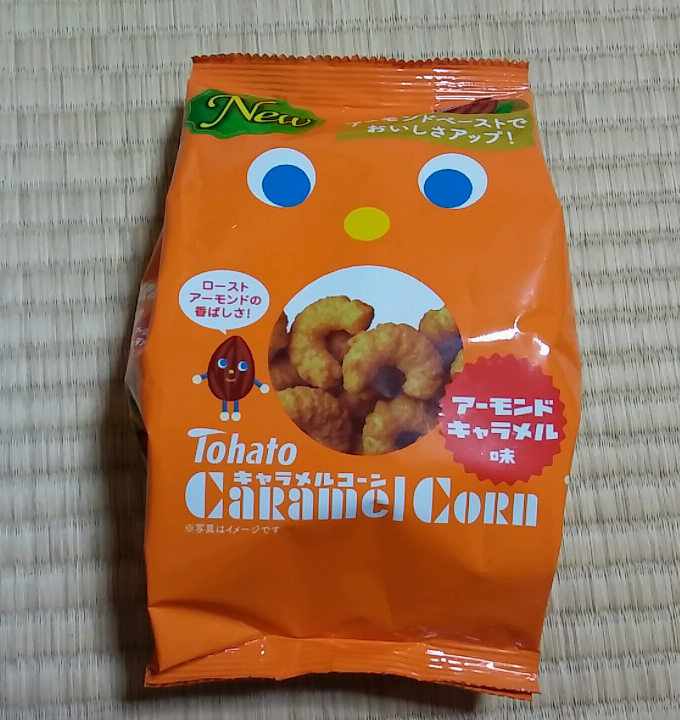 New
アーモンドペーストで
おいしさアップ!
ロースト
アーモンドの
香ばしさ!
アーモンド
キャラメル
味
Tohato
キャラメルコーン
Caramel Corn
※写真はイメージです